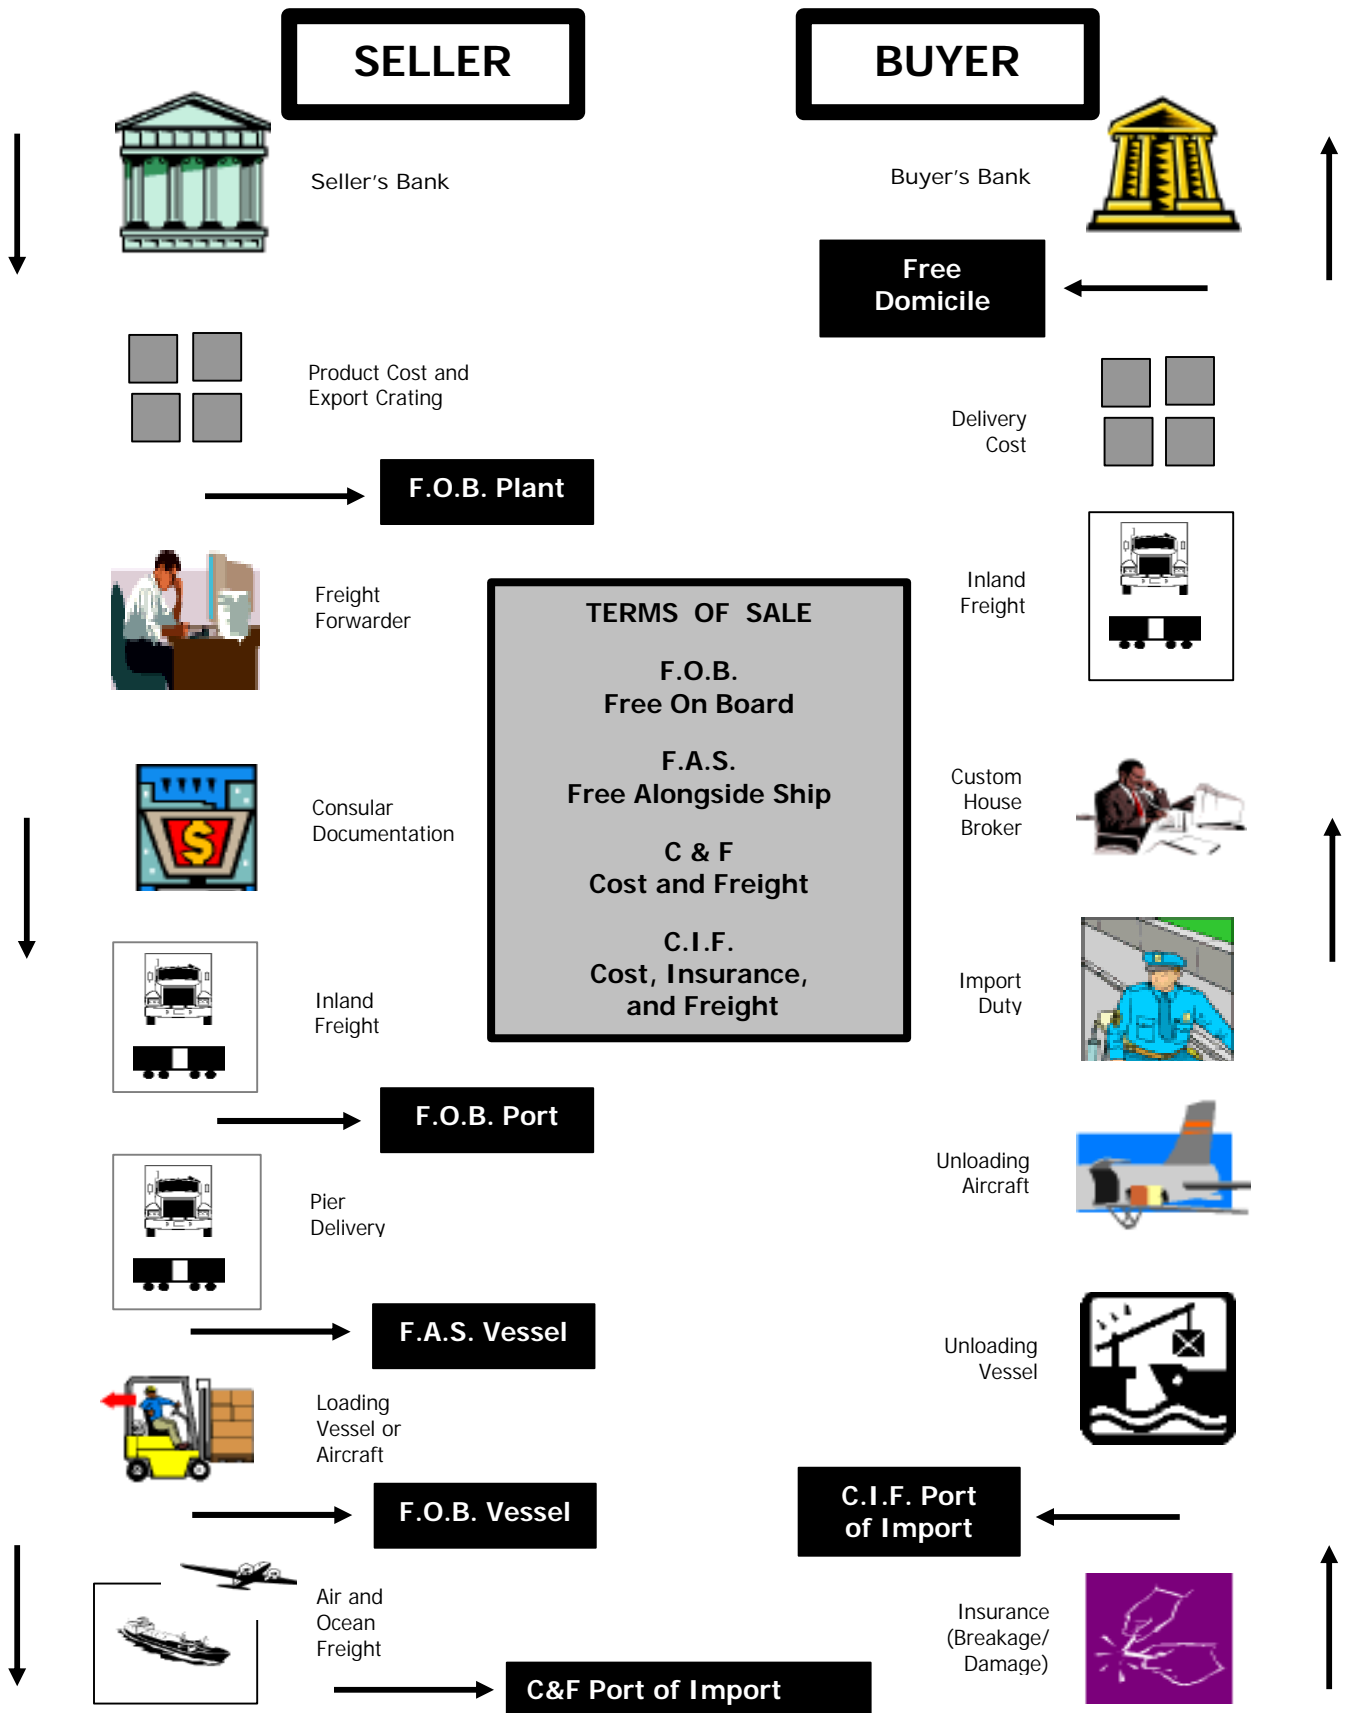 SELLER
BUYER
Seller's Bank
Buyer's Bank
Free
Domicile
Product Cost and
Export Crating
Delivery
Cost
F.O.B. Plant
Freight
Forwarder
Inland
Freight
TERMS OF SALE
F.O.B.
Free On Board
F.A.S.
Free Alongside Ship
C & F
Cost and Freight
C.I.F.
Cost, Insurance,
and Freight
Consular
Documentation
$
Custom
House
Broker
Inland
Freight
Import
Duty
F.O.B. Port
Pier
Delivery
Unloading
Aircraft
F.A.S. Vessel
Unloading
Vessel
Loading
Vessel or
Aircraft
F.O.B. Vessel
C.I.F. Port
of Import
Air and
Ocean
Freight
Insurance
(Breakage/
Damage)
C&F Port of Import